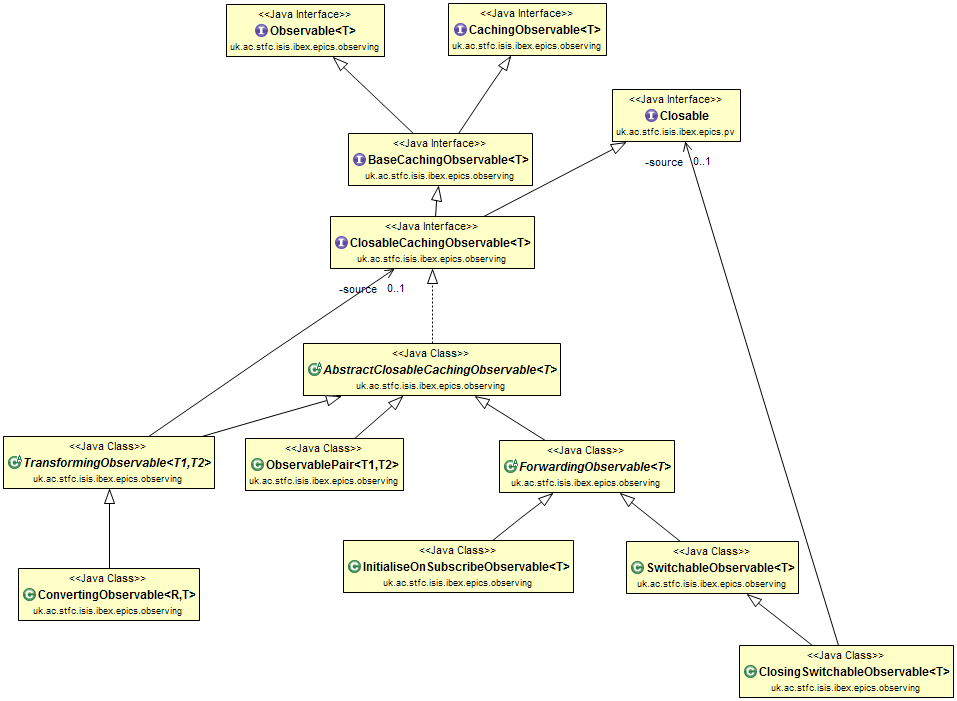 <<Java Interface>>
Observable<T>
uk.ac.stfc.isis.ibex.epics.observing
<<Java Interface>>
CachingObservable<T>
uk.ac.stfc.isis.ibex.epics.observing
<<Java Interface>>
Closable
uk.ac.stfc.isis.ibex.epics.pv
-source 0..1
<<Java Interface>>
BaseCachingObservable<T>
uk.ac.stfc.isis.ibex.epics.observing
<<Java Interface>>
ClosableCachingObservable<T>
uk.ac.stfc.isis.ibex.epics.observing
-source 0..1
<<Java Class>>
AbstractClosableCachingObservable<T>
uk.ac.stfc.isis.ibex.epics.observing
<<Java Class>>
TransformingObservable<T1,T2>
uk.ac.stfc.isis.ibex.epics.observing
<<Java Class>>
ObservablePair<T1,T2>
uk.ac.stfc.isis.ibex.epics.observing
<<Java Class>>
ForwardingObservable<T>
uk.ac.stfc.isis.ibex.epics.observing
<<Java Class>>
InitialiseOnSubscribeObservable<T>
uk.ac.stfc.isis.ibex.epics.observing
<<Java Class>>
SwitchableObservable<T>
uk.ac.stfc.isis.ibex.epics.observing
<<Java Class>>
ConvertingObservable<R,T>
uk.ac.stfc.isis.ibex.epics.observing
<<Java Class>>
ClosingSwitchableObservable<T>
uk.ac.stfc.isis.ibex.epics.observing